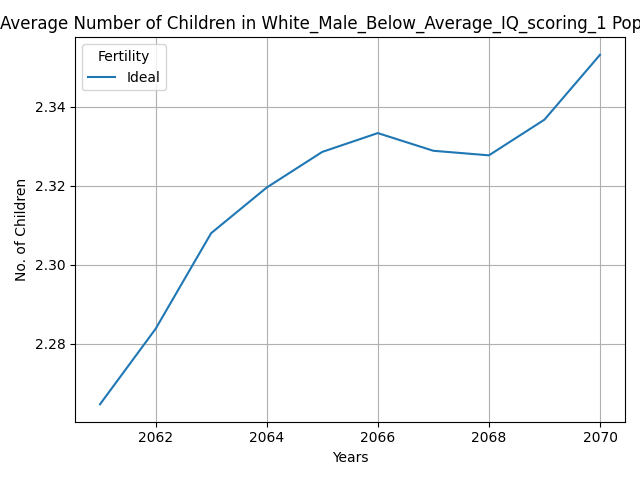 Average Number of Children in White_Male_Below_Average_IQ_scoring_1 Pop
Fertility
Ideal
2.34
2.32
2.30
2.28
No. of Children
2062 2064 2066 2068 2070
Years